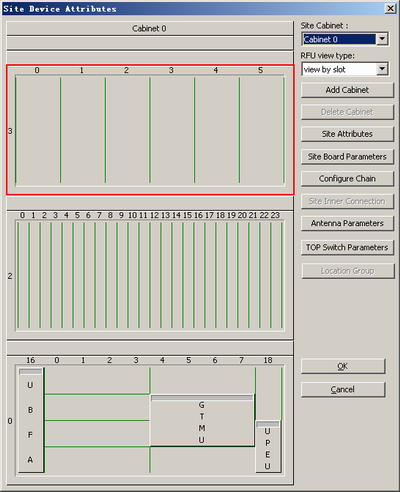 Site Device Attributes
Cabinet 0
Site Cabinet :
Cabinet 0
RFU view type:
view by slot
Add Cabinet
Delete Cabinet
Site Attributes
Site Board Parameters
Configure Chain
Site Inner Connection
Antenna Parameters
TOP Switch Parameters
Location Group
OK
Cancel
0 1 2 3 4 5
3
0 1 2 3 4 5 6 7 8 9 10 11 12 13 14 15 16 17 18 19 20 21 22 23
2
16 0 1 2 3 4 5 6 7 18
0
U
B
F
A
G
T
M
U
U
P
E
U